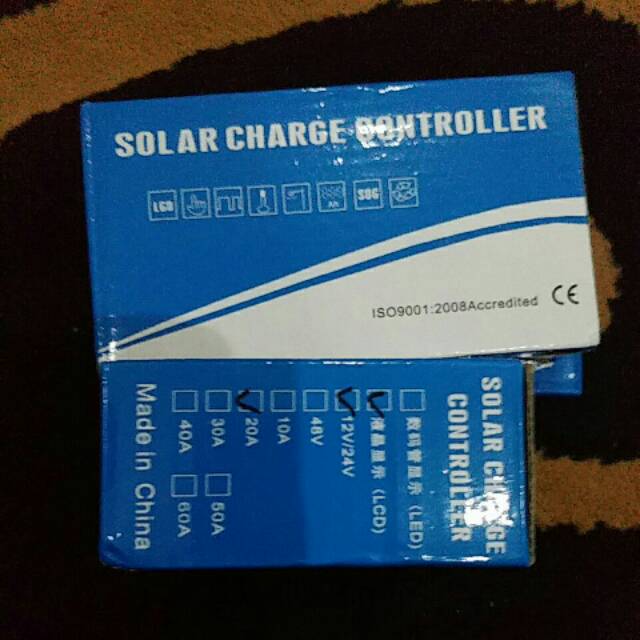 SOLAR CHARGE CONTROLLER
LCD
SOC
ISO9001:2008Accredited CE
SOLAR CHARGE
CONTROLLER
数码管显示 (LED)
液晶显示 (LCD)
12V/24V
48V
10A
20A
30A 50A
40A 60A
Made in China